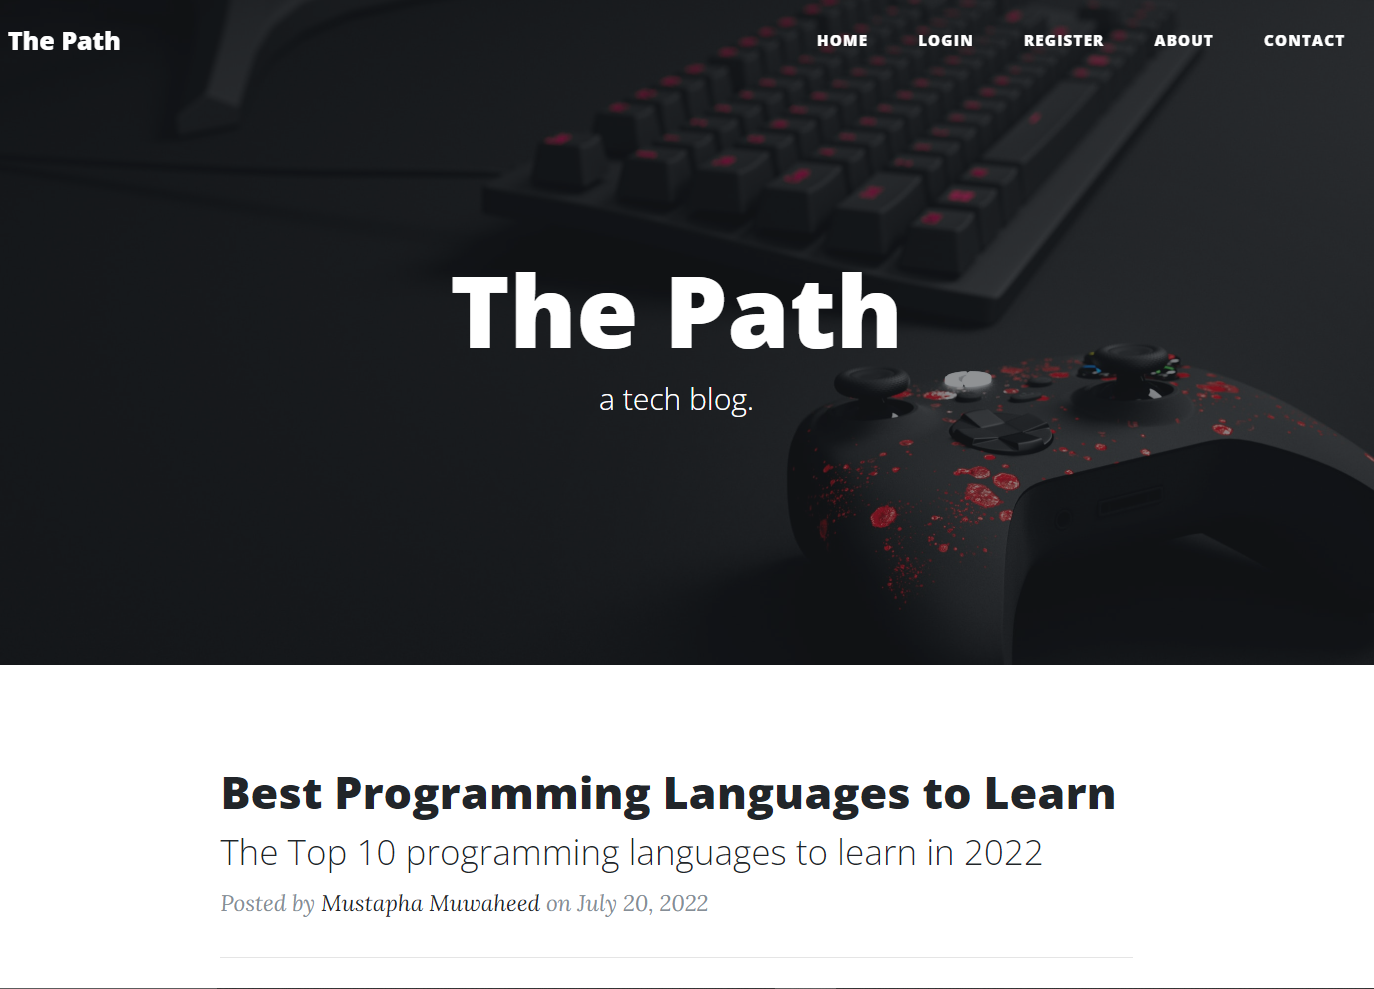 The Path
HOME LOGIN REGISTER ABOUT CONTACT
The Path
a tech blog.
Best Programming Languages to Learn
The Top 10 programming languages to learn in 2022
Posted by Mustapha Muwaheed on July 20, 2022